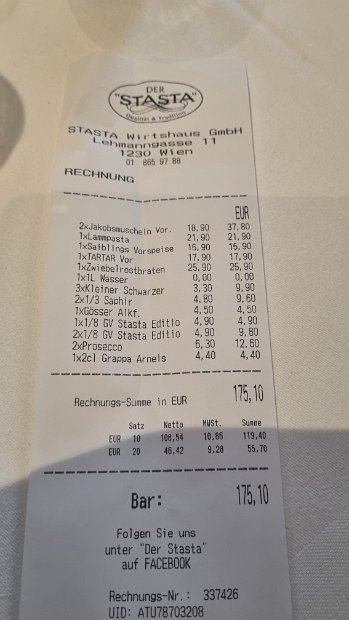 DER
"STASTA"
Qualität & Tradition
STASTA Wirtshaus GmbH
Lehmanngasse 11
1230 Wien
01 865 97 88
RECHNUNG
EUR
2xJakobsmuscheln Vor. 18,90 37,80
1xLammpasta 21,90 21,90
1xSaiblings Vorspeise 15,90 15,90
1xTARTAR Vor 17,90 17,90
1xZwiebelrostbraten 25,90 25,90
1x1L Wasser 0,00 0,00
3xKleiner Schwarzer 3,30 9,90
2x1/3 Saphir 4,80 9,60
1xGösser Alkf. 4,50 4,50
1x1/8 GV Stasta Editio 4,90 4,90
2x1/8 GV Stasta Editio 4,90 9,80
2xProsecco 6,30 12,60
1x2cl Grappa Arneis 4,40 4,40
Rechnungs-Summe in EUR 175,10
Satz Netto MWSt. Summe
EUR 10 108,54 10,86 119,40
EUR 20 46,42 9,28 55,70
Bar: 175,10
Folgen Sie uns
unter "Der Stasta"
auf FACEBOOK
Rechnungs-Nr.: 337426
UID: ATU78703208